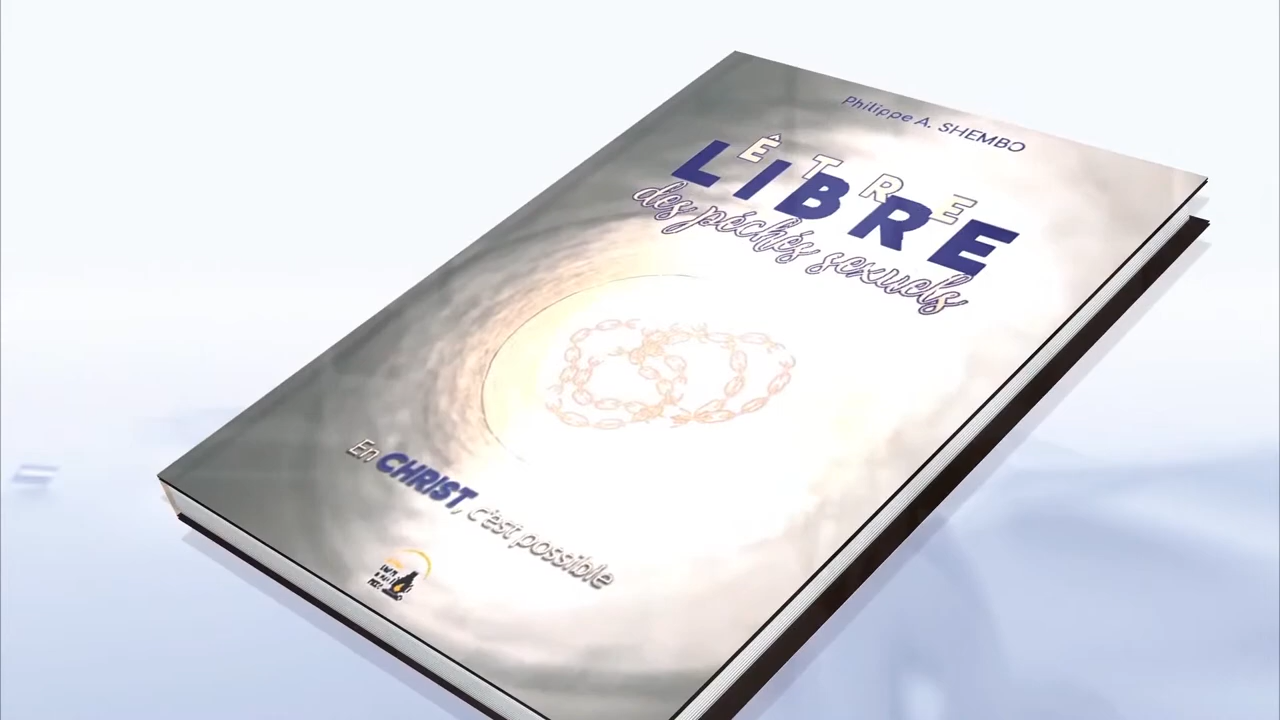 Philippe A. SHEMBO
ÊTRE
LIBRE
des péchés sexuels
En CHRIST, c'est possible